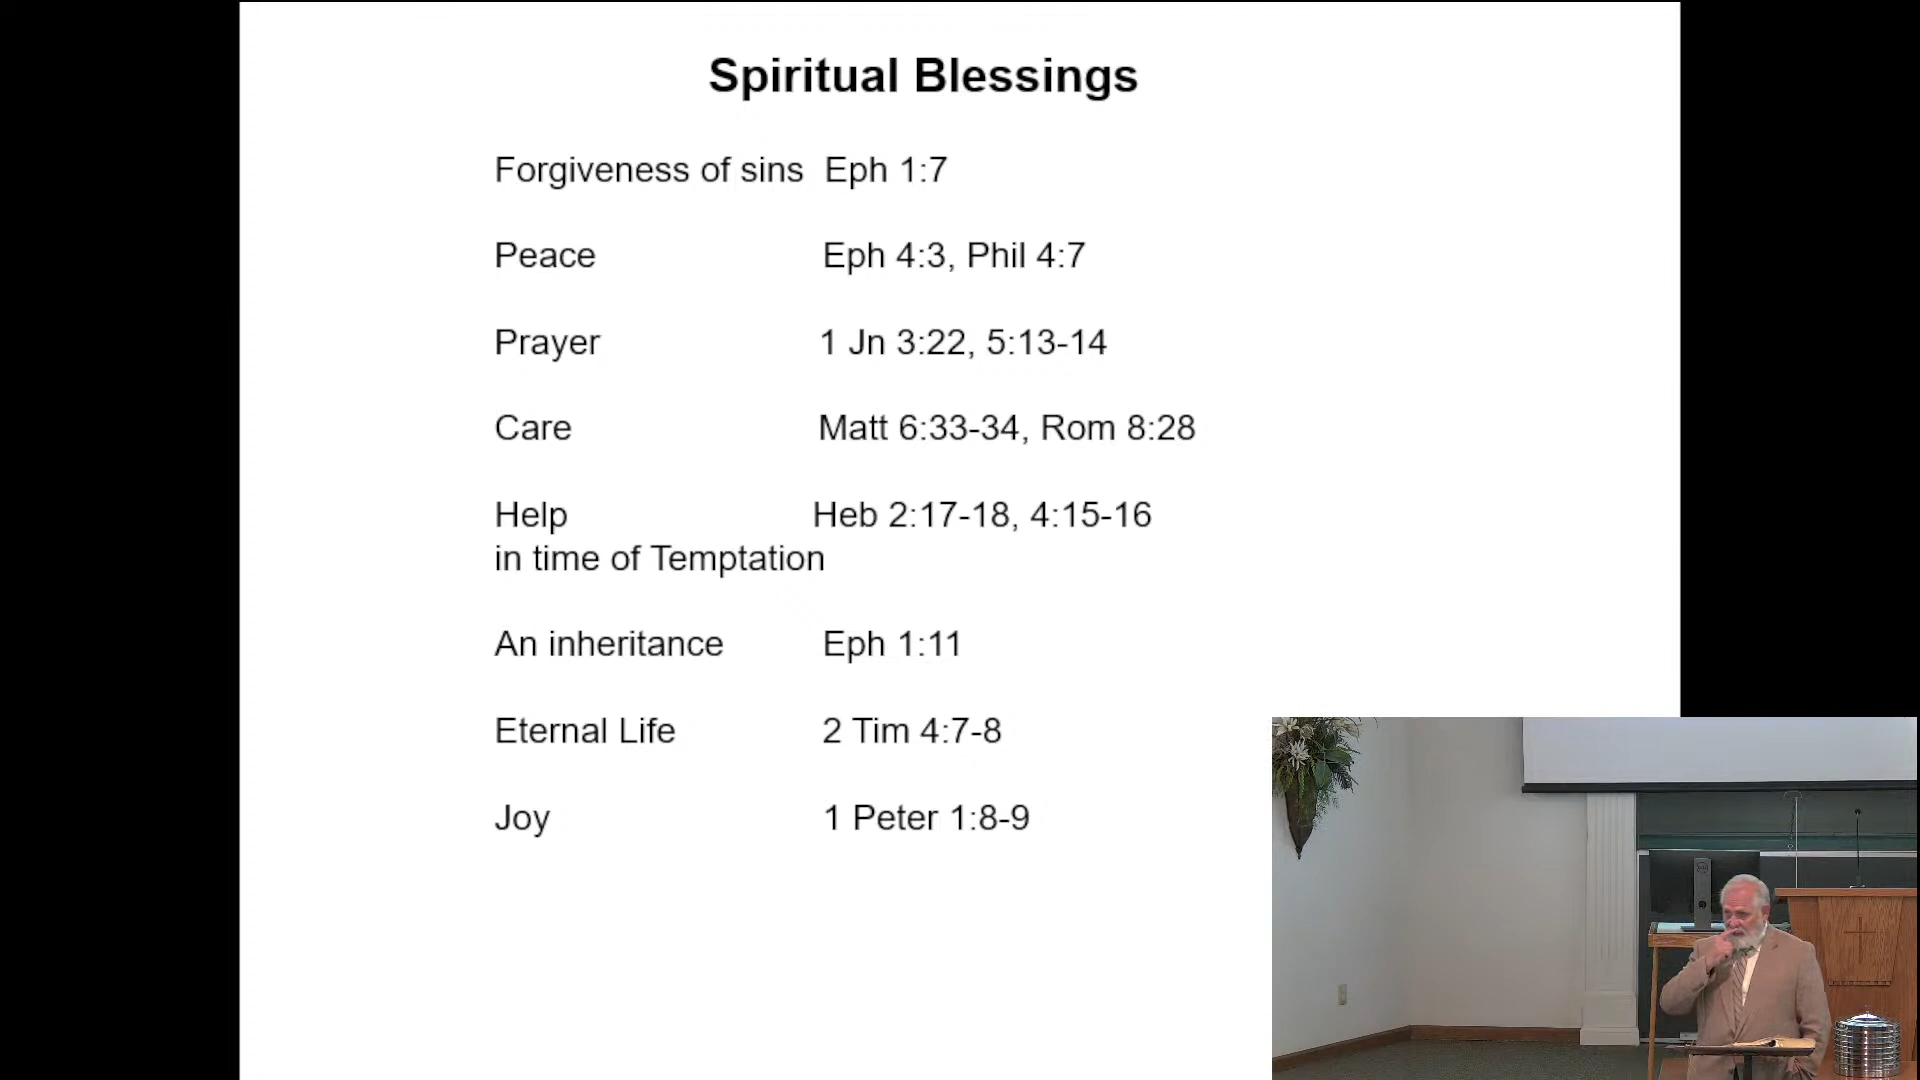 Spiritual Blessings
Forgiveness of sins Eph 1:7
Peace Eph 4:3, Phil 4:7
Prayer 1 Jn 3:22, 5:13-14
Care Matt 6:33-34, Rom 8:28
Help Heb 2:17-18, 4:15-16
in time of Temptation
An inheritance Eph 1:11
Eternal Life 2 Tim 4:7-8
Joy 1 Peter 1:8-9